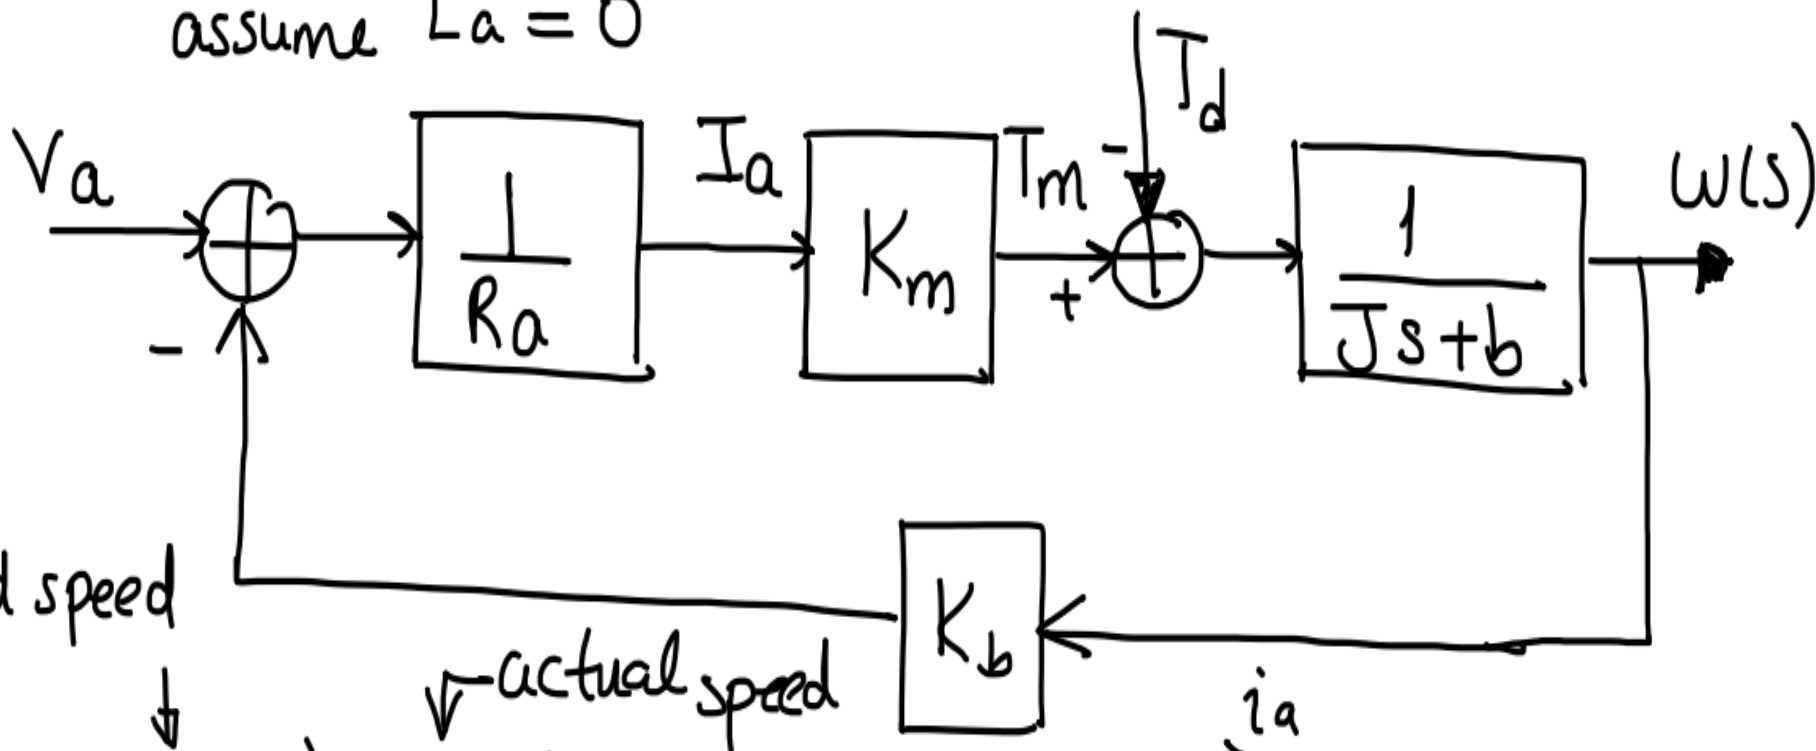 assume La = 0
Va
-
1
Ra
Ia
Km
Tm
+
-
Td
1
Js+b
ω(s)
Kb
speed
actual speed
ia